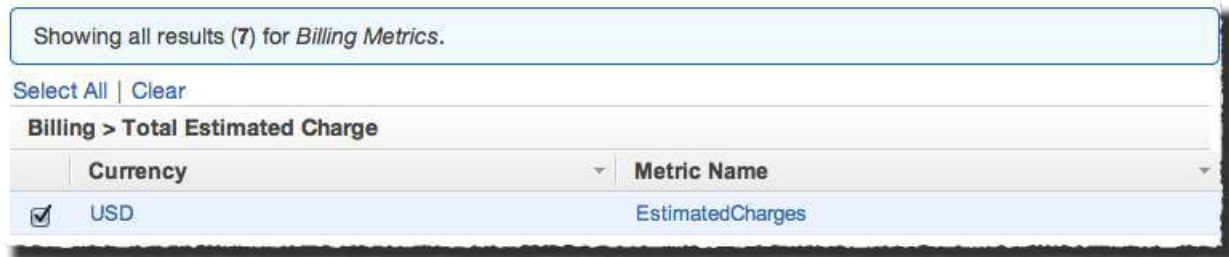 Showing all results (7) for Billing Metrics.
Select All | Clear
Billing > Total Estimated Charge
Currency Metric Name
USD EstimatedCharges